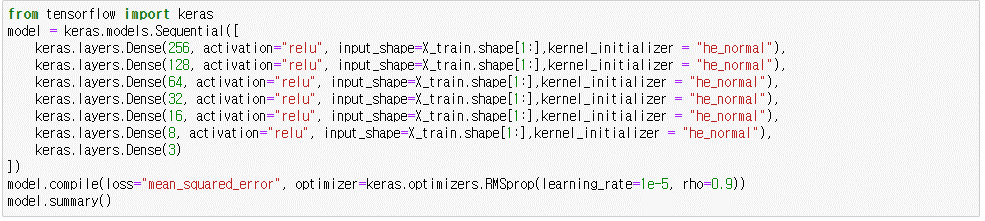 from tensorflow import keras
model = keras.models.Sequential([
    keras.layers.Dense(256, activation="relu", input_shape=X_train.shape[1:],kernel_initializer = "he_normal"),
    keras.layers.Dense(128, activation="relu", input_shape=X_train.shape[1:],kernel_initializer = "he_normal"),
    keras.layers.Dense(64, activation="relu", input_shape=X_train.shape[1:],kernel_initializer = "he_normal"),
    keras.layers.Dense(32, activation="relu", input_shape=X_train.shape[1:],kernel_initializer = "he_normal"),
    keras.layers.Dense(16, activation="relu", input_shape=X_train.shape[1:],kernel_initializer = "he_normal"),
    keras.layers.Dense(8, activation="relu", input_shape=X_train.shape[1:],kernel_initializer = "he_normal"),
    keras.layers.Dense(3)
])
model.compile(loss="mean_squared_error", optimizer=keras.optimizers.RMSprop(learning_rate=1e-5, rho=0.9))
model.summary()